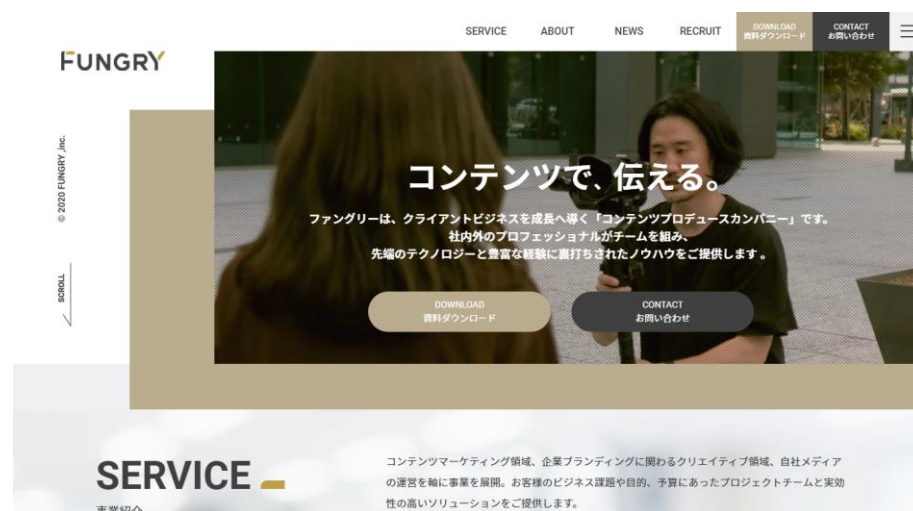 SERVICE
ABOUT
NEWS
RECRUIT
DOWNLOAD
資料ダウンロード
CONTACT
お問い合わせ
FUNGRY
© 2020 FUNGRY ,inc.
SCROLL
コンテンツで、伝える。
ファングリーは、クライアントビジネスを成長へ導く「コンテンツプロデュースカンパニー」です。
社内外のプロフェッショナルがチームを組み、
先端のテクノロジーと豊富な経験に裏打ちされたノウハウをご提供します。
DOWNLOAD
資料ダウンロード
CONTACT
お問い合わせ
SERVICE
事業紹介
コンテンツマーケティング領域、企業ブランディングに関わるクリエイティブ領域、自社メディア
の運営を軸に事業を展開。お客様のビジネス課題や目的、予算にあったプロジェクトチームと実効
性の高いソリューションをご提供します。